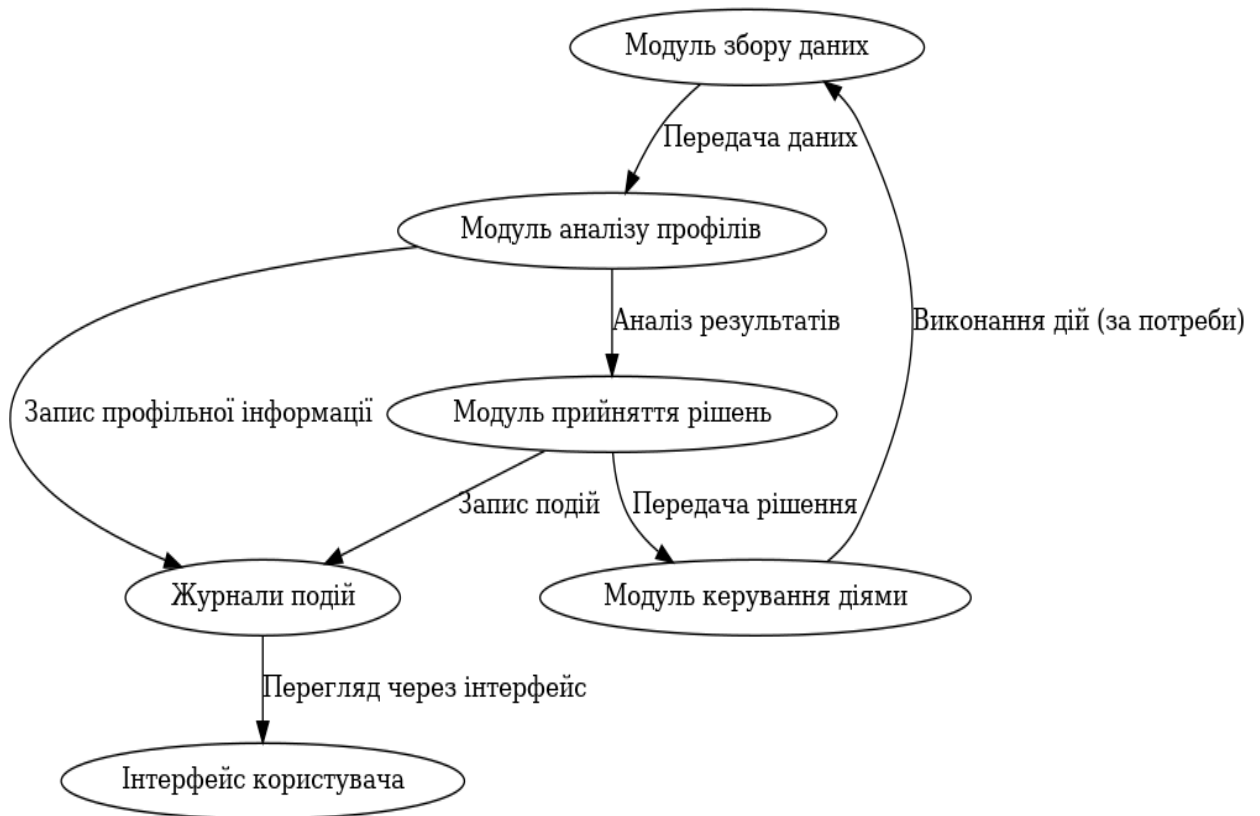 Модуль збору даних
Передача даних
Модуль аналізу профілів
Аналіз результатів
Виконання дій (за потреби)
Запис профільної інформації
Модуль прийняття рішень
Запис подій
Передача рішення
Журнали подій
Модуль керування діями
Перегляд через інтерфейс
Інтерфейс користувача